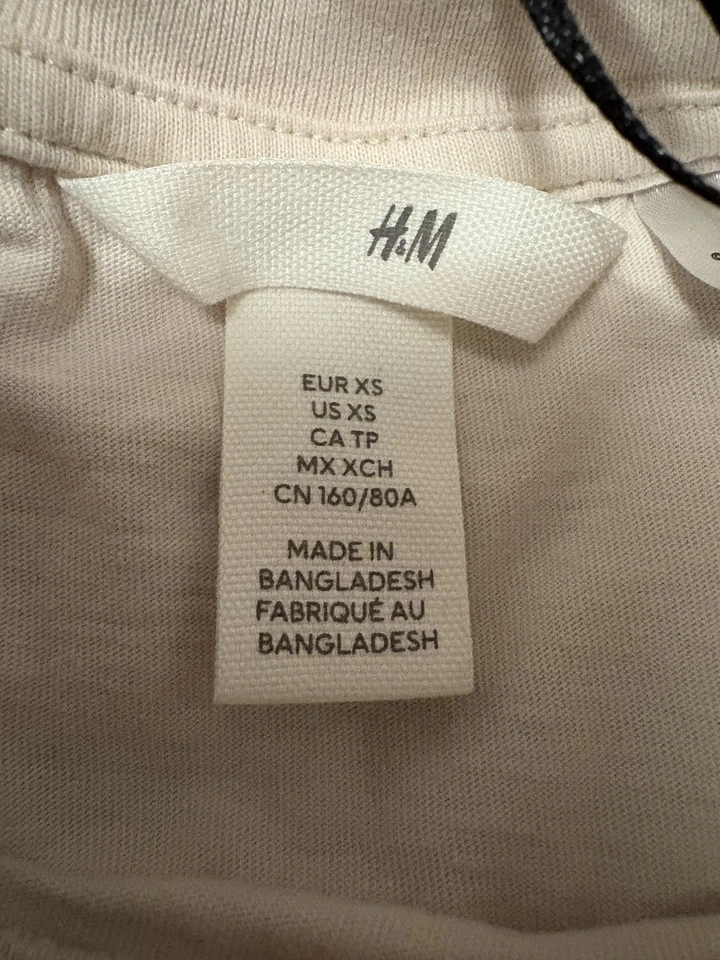 H&M
EUR XS
US XS
CA TP
MX XCH
CN 160/80A
MADE IN
BANGLADESH
FABRIQUÉ AU
BANGLADESH